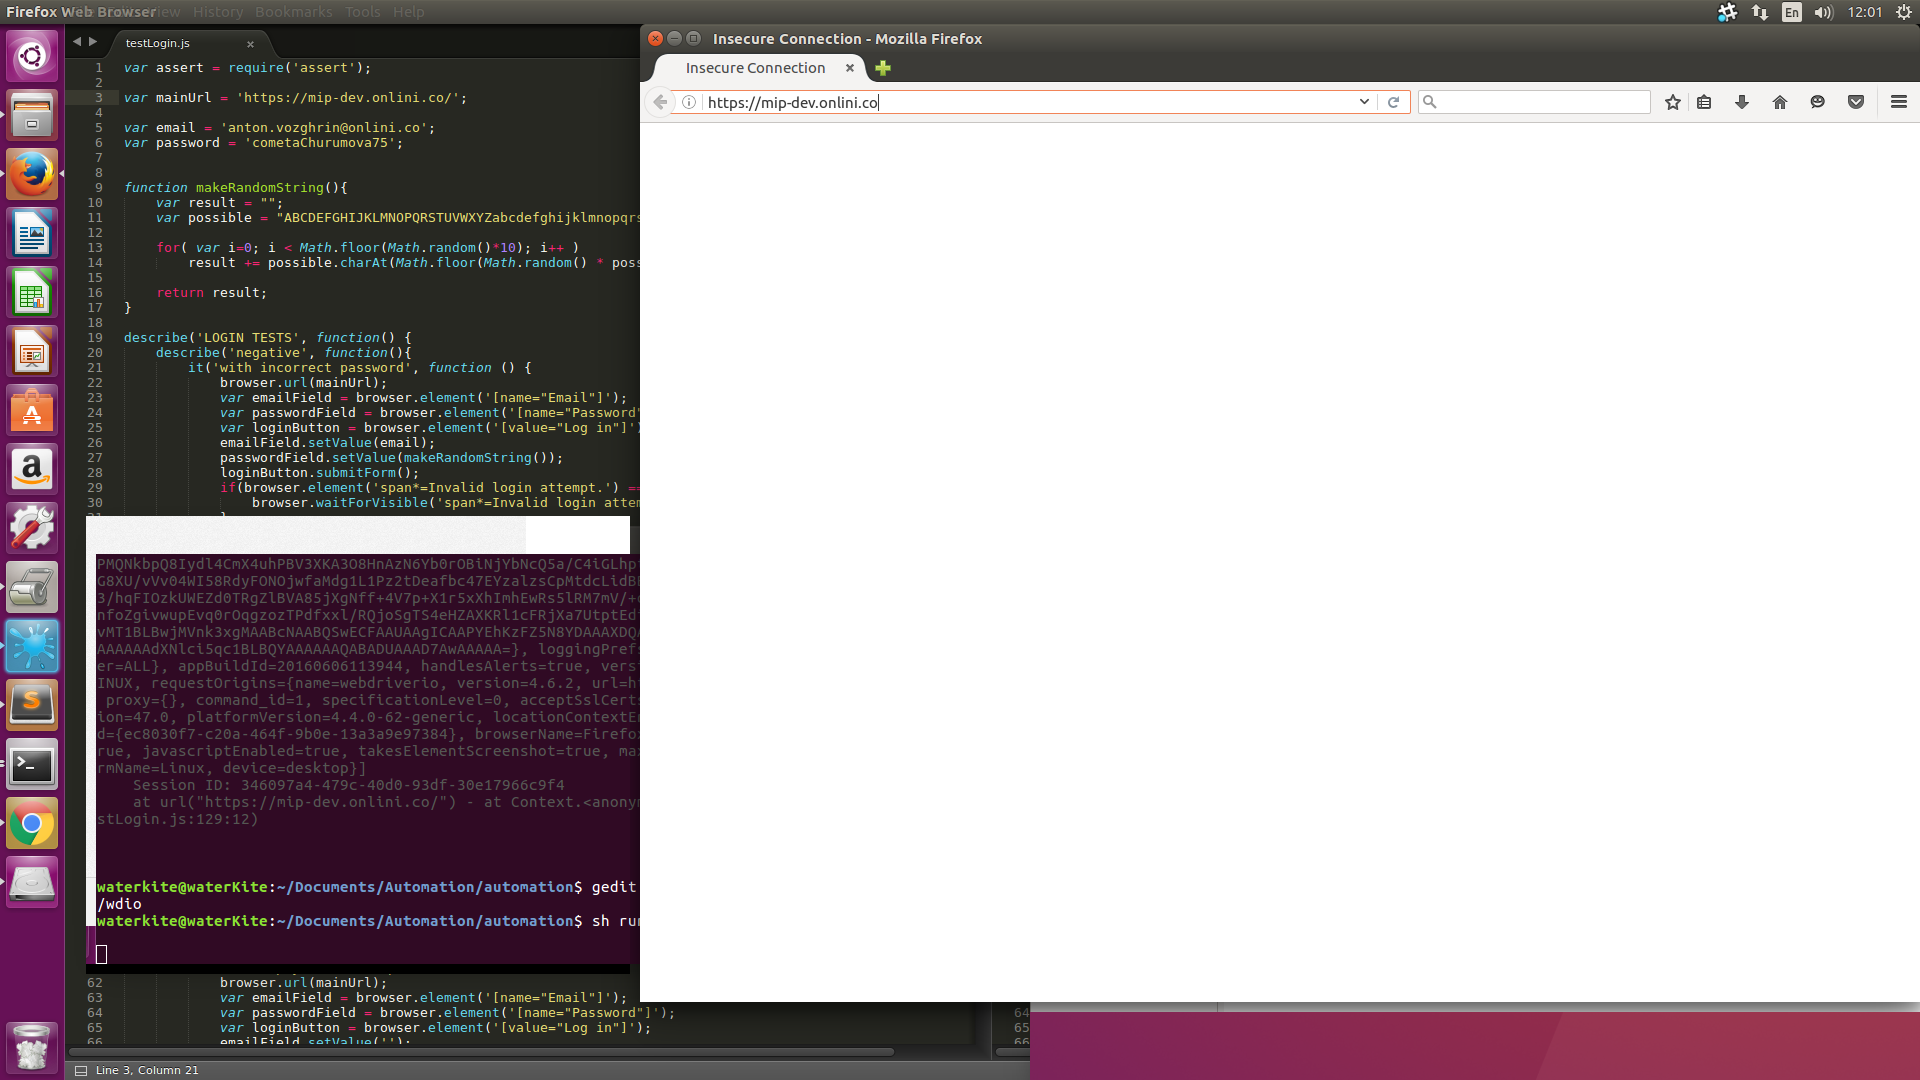 Firefox Web Browser View History Bookmarks Tools Help
En 12:01
testLogin.js
1 var assert = require('assert');
2
3 var mainUrl = 'https://mip-dev.onlini.co/';
4
5 var email = 'anton.vozghrin@onlini.co';
6 var password = 'cometaChurumova75';
7
8
9 function makeRandomString(){
10 var result = "";
11 var possible = "ABCDEFGHIJKLMNOPQRSTUVWXYZabcdefghijklmnopqrs
12
13 for( var i=0; i < Math.floor(Math.random()*10); i++ )
14 result += possible.charAt(Math.floor(Math.random() * poss
15
16 return result;
17 }
18
19 describe('LOGIN TESTS', function() {
20 describe('negative', function(){
21 it('with incorrect password', function () {
22 browser.url(mainUrl);
23 var emailField = browser.element('[name="Email"]');
24 var passwordField = browser.element('[name="Password"
25 var loginButton = browser.element('[value="Log in"]')
26 emailField.setValue(email);
27 passwordField.setValue(makeRandomString());
28 loginButton.submitForm();
29 if(browser.element('span*=Invalid login attempt.') ==
30 browser.waitForVisible('span*=Invalid login attem
PMQNkbpQ8Iydl4CmX4uhPBV3XKA3O8HnAzN6Yb0rOBiNjYbNcQ5a/C4iGLhp
G8XU/vVv04WI58RdyFONOjwfaMdg1L1Pz2tDeafbc47EYzalzsCpMtdcLidB
3/hqFIOzkUWEZd0TRgZlBVA85jXgNff+4V7p+X1r5xXhImhEwRs5lRM7mV/+
nfoZgivwupEvq0rOqgzozTPdfxxl/RQjoSgTS4eHZAXKRl1cFRjXa7UtptEd
vMT1BLBwjMVnk3xgMAABcNAABQSwECFAAUAAgICAAPYEhKzFZ5N8YDAAAXDQ
AAAAAAdXNlci5qc1BLBQYAAAAAAQABADUAAAD7AwAAAAA=}, loggingPrefs
er=ALL}, appBuildId=20160606113944, handlesAlerts=true, vers
INUX, requestOrigins={name=webdriverio, version=4.6.2, url=h
proxy={}, command_id=1, specificationLevel=0, acceptSslCerts
ion=47.0, platformVersion=4.4.0-62-generic, locationContextE
d={ec8030f7-c20a-464f-9b0e-13a3a9e97384}, browserName=Firefox
rue, javascriptEnabled=true, takesElementScreenshot=true, ma
rmName=Linux, device=desktop}]
Session ID: 346097a4-479c-40d0-93df-30e17966c9f4
at url("https://mip-dev.onlini.co/") - at Context.<anony
stLogin.js:129:12)
waterkite@waterKite:~/Documents/Automation/automation$ gedit
/wdio
waterkite@waterKite:~/Documents/Automation/automation$ sh ru
62 browser.url(mainUrl);
63 var emailField = browser.element('[name="Email"]');
64 var passwordField = browser.element('[name="Password"]');
65 var loginButton = browser.element('[value="Log in"]');
66 emailField.setValue('');
64
65
66
Line 3, Column 21
Insecure Connection - Mozilla Firefox
Insecure Connection
https://mip-dev.onlini.co